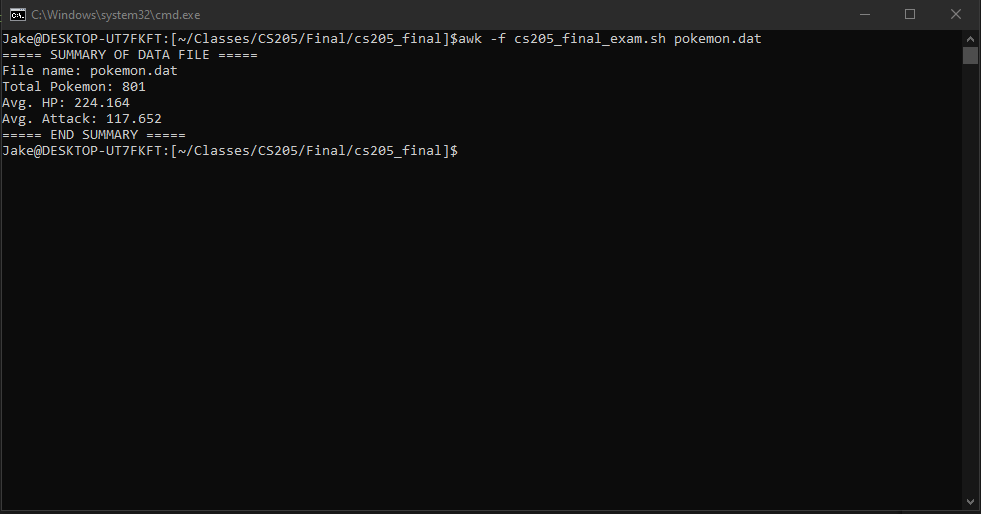 C:\Windows\system32\cmd.exe
Jake@DESKTOP-UT7FKFT:[~/Classes/CS205/Final/cs205_final]$awk -f cs205_final_exam.sh pokemon.dat
===== SUMMARY OF DATA FILE =====
File name: pokemon.dat
Total Pokemon: 801
Avg. HP: 224.164
Avg. Attack: 117.652
===== END SUMMARY =====
Jake@DESKTOP-UT7FKFT:[~/Classes/CS205/Final/cs205_final]$